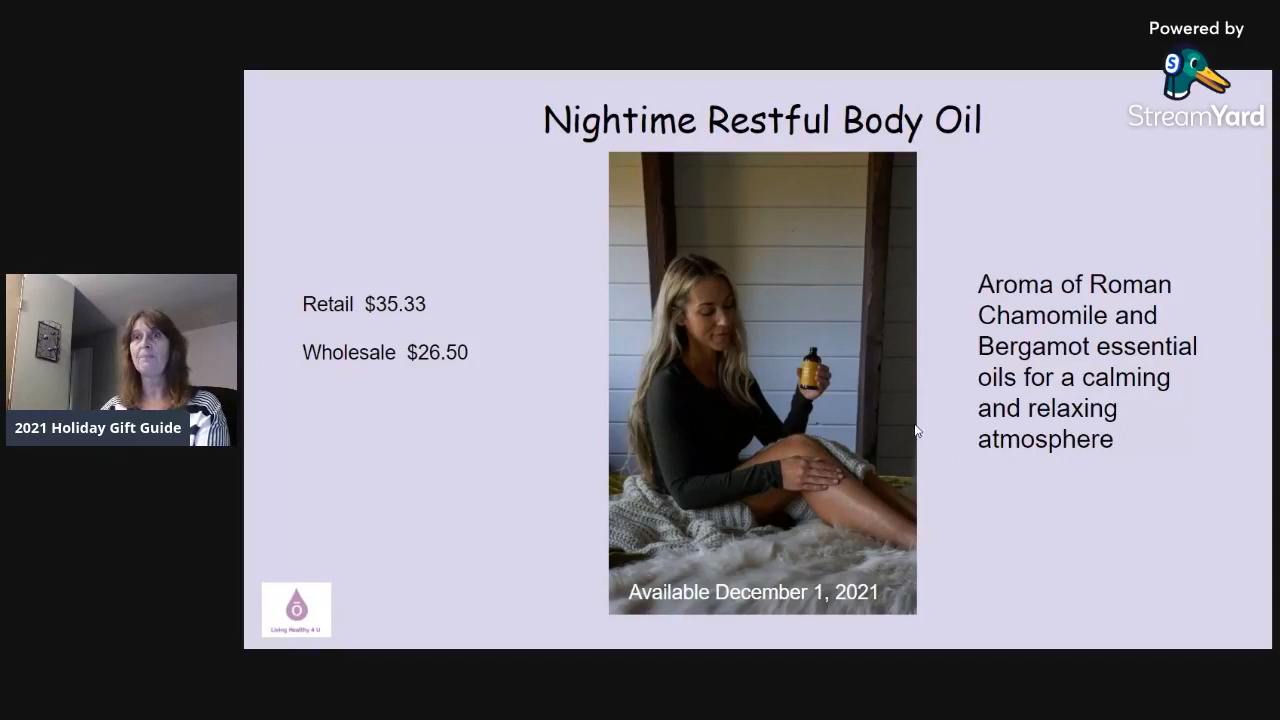 Powered by
StreamYard
Nightime Restful Body Oil
Retail $35.33
Wholesale $26.50
Aroma of Roman
Chamomile and
Bergamot essential
oils for a calming
and relaxing
atmosphere
2021 Holiday Gift Guide
Available December 1, 2021
ō
Living Healthy 4 U